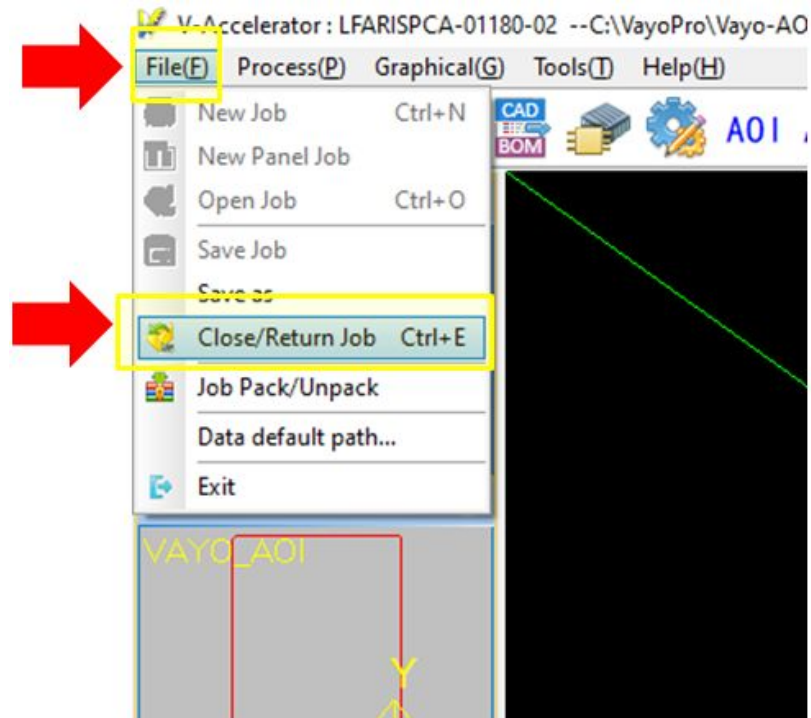 V-Accelerator : LFARISPCA-01180-02 --C:\VayoPro\Vayo-AO
File(F) Process(P) Graphical(G) Tools(T) Help(H)
New Job Ctrl+N
New Panel Job
Open Job Ctrl+O
Save Job
Save as
Close/Return Job Ctrl+E
Job Pack/Unpack
Data default path...
Exit
CAD
BOM
AOI
VAYO_AOI
Y